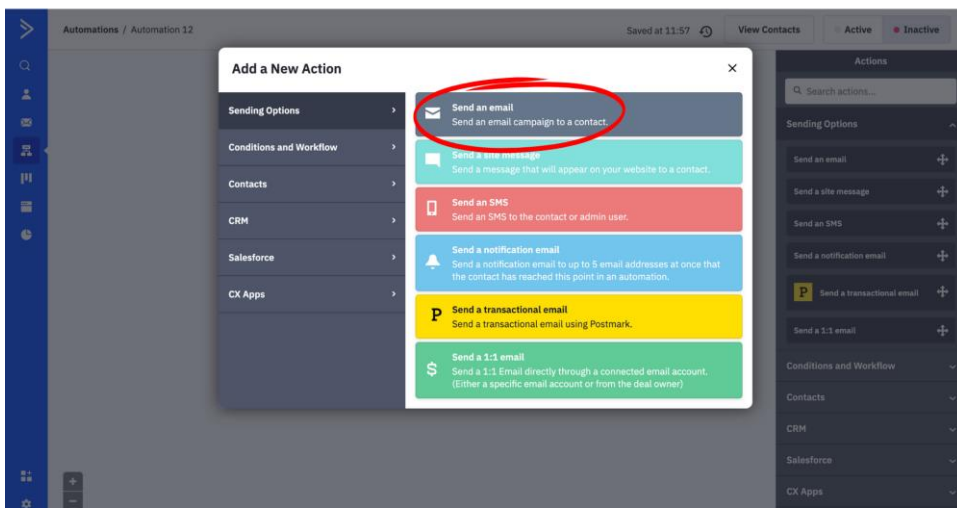 Automations / Automation 12
Saved at 11:57
View Contacts
Active
Inactive
Add a New Action
Sending Options
Conditions and Workflow
Contacts
CRM
Salesforce
CX Apps
Send an email
Send an email campaign to a contact.
Send a site message
Send a message that will appear on your website to a contact.
Send an SMS
Send an SMS to the contact or admin user.
Send a notification email
Send a notification email to up to 5 email addresses at once that
the contact has reached this point in an automation.
P
Send a transactional email
Send a transactional email using Postmark.
$
Send a 1:1 email
Send a 1:1 Email directly through a connected email account.
(Either a specific email account or from the deal owner)
Actions
Search actions...
Sending Options
Send an email
Send a site message
Send an SMS
Send a notification email
P Send a transactional email
Send a 1:1 email
Conditions and Workflow
Contacts
CRM
Salesforce
CX Apps